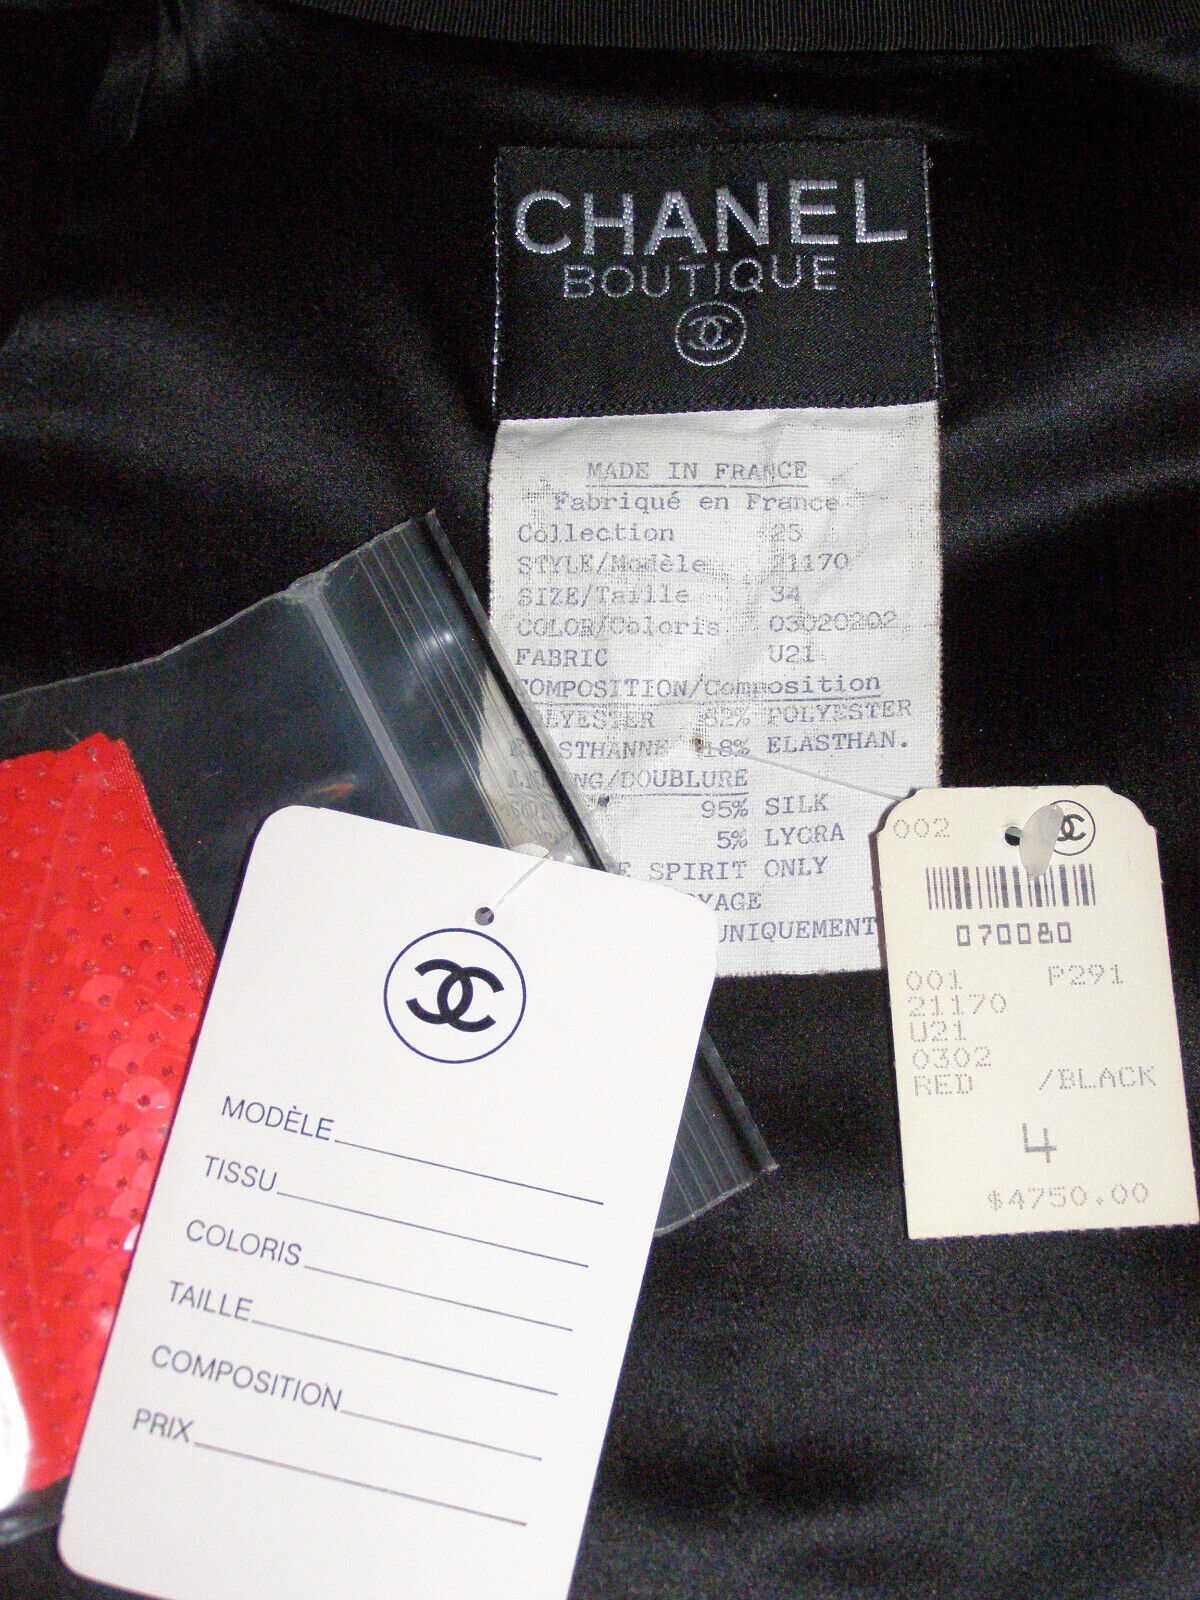 CHANEL
BOUTIQUE
MADE IN FRANCE
Fabriqué en France
Collection 25
STYLE/Modèle 21170
SIZE/Taille 34
COLOR/Coloris 03020202
FABRIC U21
COMPOSITION/Composition
POLYESTER
18% ELASTHAN.
/DOUBLURE
95% SILK
5% LYCRA
SPIRIT ONLY
UNIQUEMENT
MODÈLE
TISSU
COLORIS
TAILLE
COMPOSITION
PRIX
002
070080
001 P291
21170
U21
0302
RED /BLACK
4
$4750.00